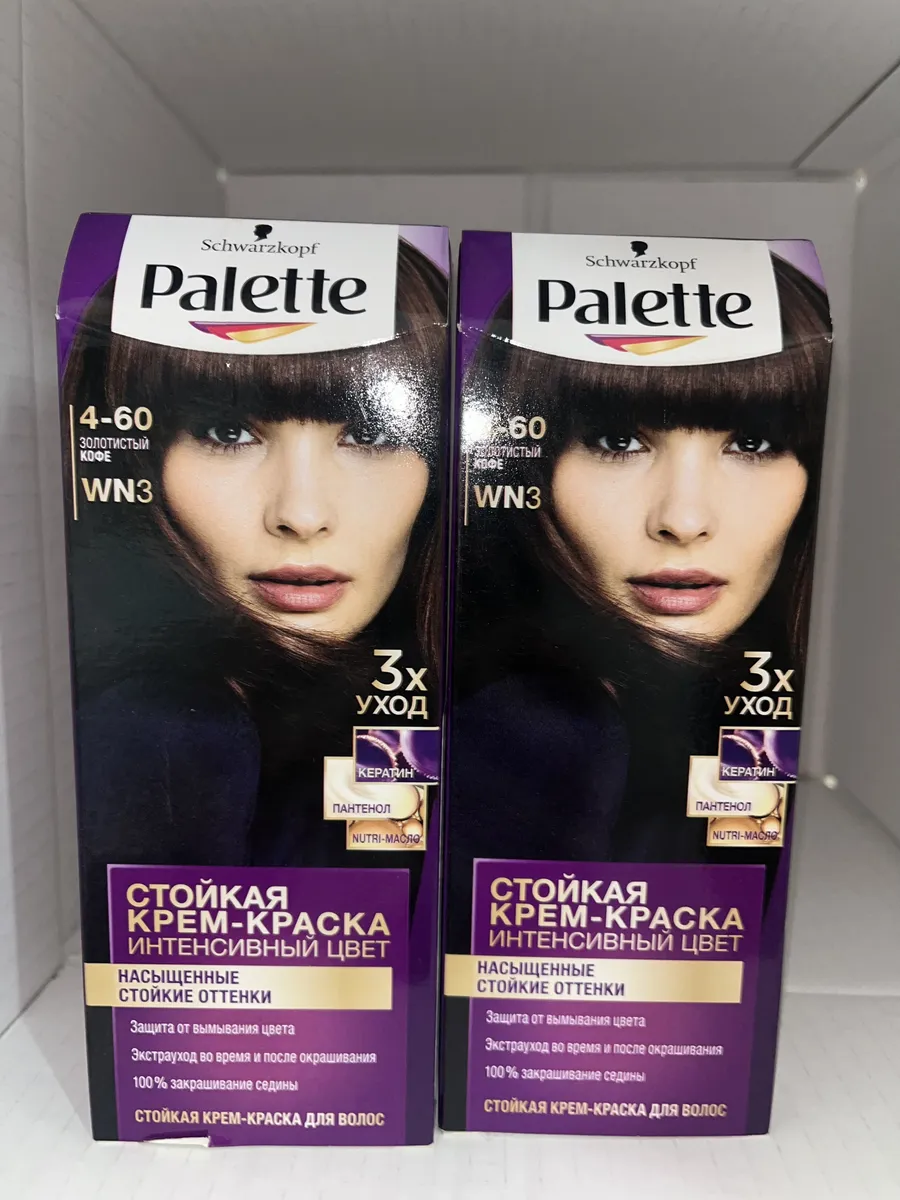 Schwarzkopf
Palette
4-60
ЗОЛОТИСТЫЙ
КОФЕ
WN3
3x
УХОД
КЕРАТИН
ПАНТЕНОЛ
NUTRI-МАСЛО
СТОЙКАЯ
КРЕМ-КРАСКА
ИНТЕНСИВНЫЙ ЦВЕТ
НАСЫЩЕННЫЕ
СТОЙКИЕ ОТТЕНКИ
Защита от вымывания цвета
Экстрауход во время и после окрашивания
100% закрашивание седины
СТОЙКАЯ КРЕМ-КРАСКА ДЛЯ ВОЛОС
Schwarzkopf
Palette
-60
ЗОЛОТИСТЫЙ
КОФЕ
WN3
3x
УХОД
КЕРАТИН
ПАНТЕНОЛ
NUTRI-МАСЛО
СТОЙКАЯ
КРЕМ-КРАСКА
ИНТЕНСИВНЫЙ ЦВЕТ
НАСЫЩЕННЫЕ
СТОЙКИЕ ОТТЕНКИ
Защита от вымывания цвета
Экстрауход во время и после окрашивания
100% закрашивание седины
СТОЙКАЯ КРЕМ-КРАСКА ДЛЯ ВОЛОС